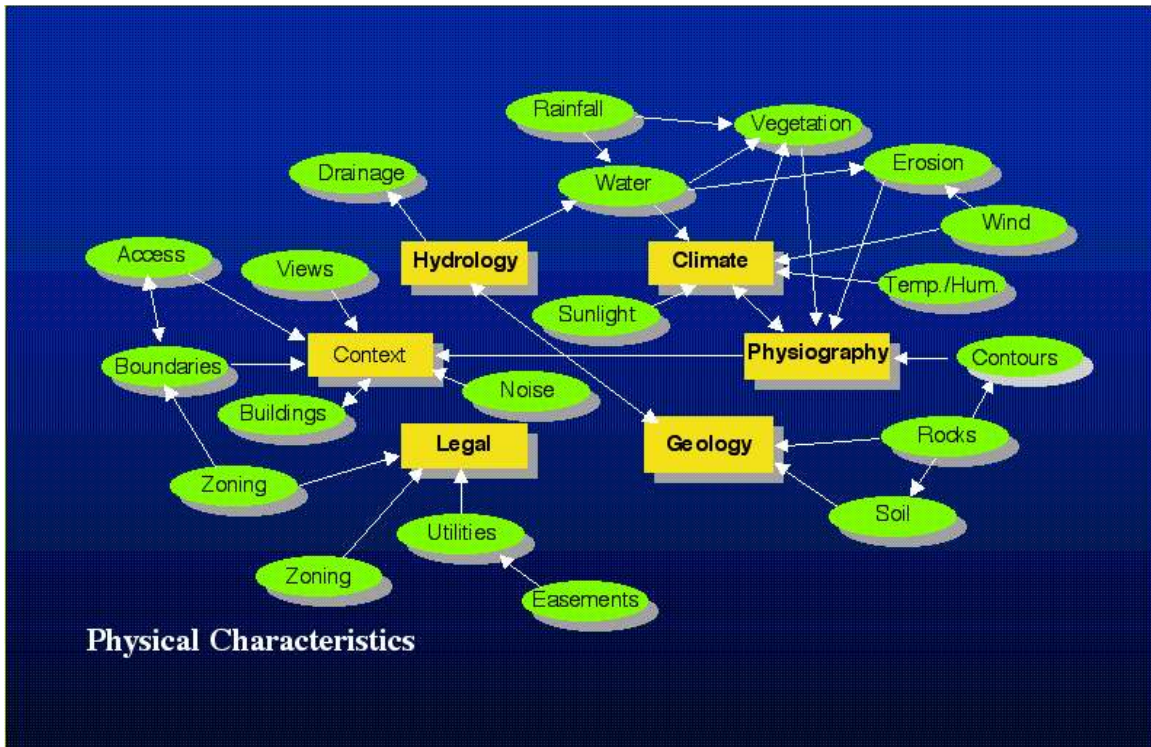 Rainfall
Vegetation
Drainage
Water
Erosion
Access
Views
Hydrology
Climate
Wind
Temp./Hum.
Sunlight
Boundaries
Context
Physiography
Contours
Buildings
Noise
Legal
Geology
Rocks
Zoning
Utilities
Soil
Zoning
Easements
Physical Characteristics